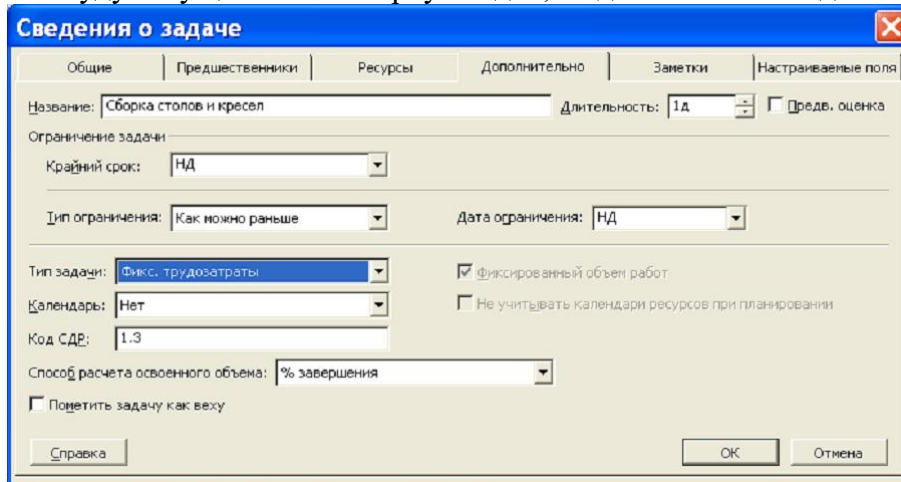 Сведения о задаче
Общие Предшественники Ресурсы Дополнительно Заметки Настраиваемые поля
Название: Сборка столов и кресел Длительность: 1д Предв. оценка
Ограничение задачи
Крайний срок: НД
Тип ограничения: Как можно раньше Дата ограничения: НД
Тип задачи: Фикс. трудозатраты Фиксированный объем работ
Календарь: Нет Не учитывать календари ресурсов при планировании
Код СДР: 1.3
Способ расчета освоенного объема: % завершения
Пометить задачу как веху
Справка ОК Отмена